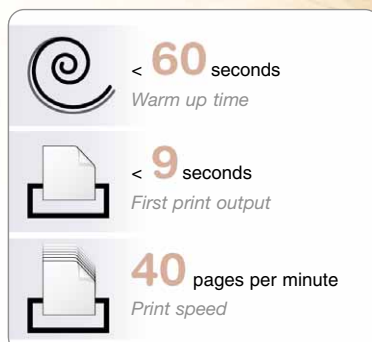 < 60 seconds
Warm up time
< 9 seconds
First print output
40 pages per minute
Print speed